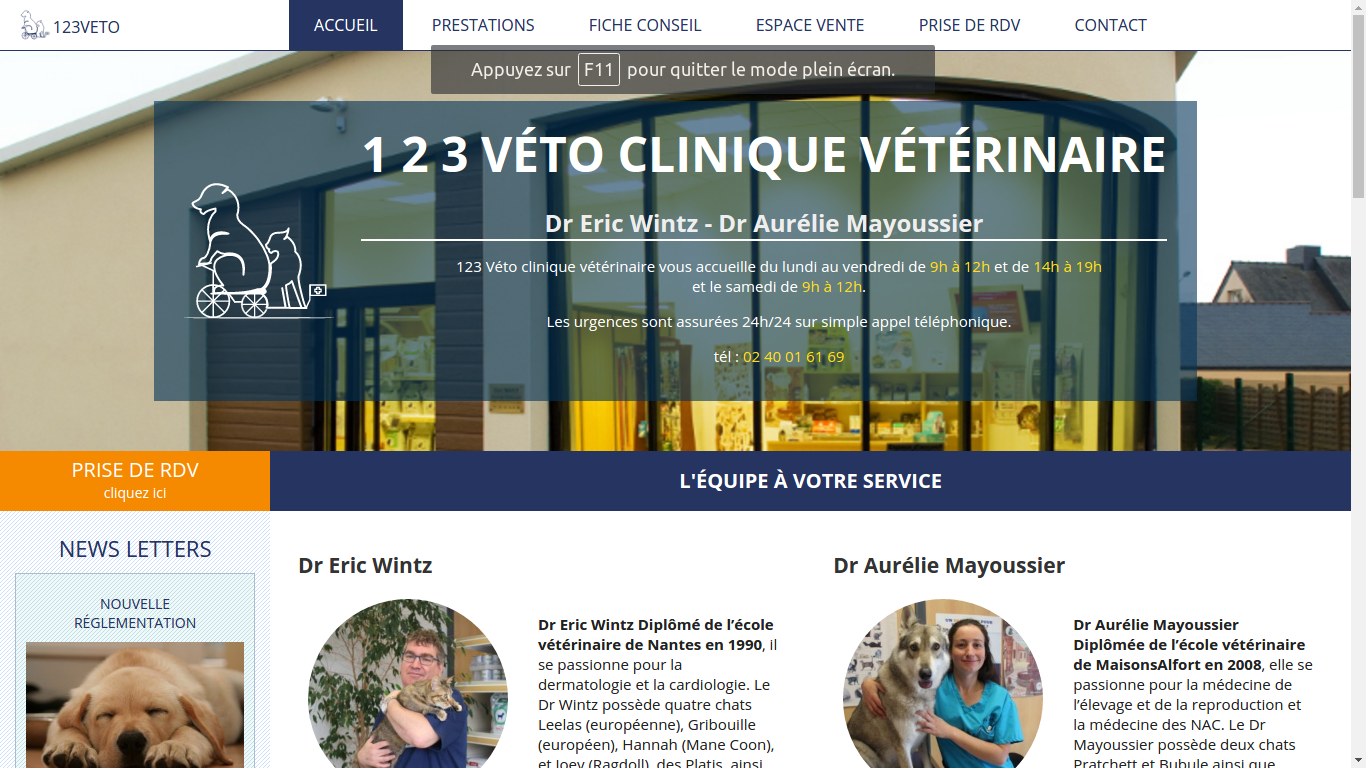 123VETO
ACCUEIL
PRESTATIONS
FICHE CONSEIL
ESPACE VENTE
PRISE DE RDV
CONTACT
Appuyez sur F11 pour quitter le mode plein écran.
1 2 3 VÉTO CLINIQUE VÉTÉRINAIRE
Dr Eric Wintz - Dr Aurélie Mayoussier
123 Véto clinique vétérinaire vous accueille du lundi au vendredi de 9h à 12h et de 14h à 19h
et le samedi de 9h à 12h.
Les urgences sont assurées 24h/24 sur simple appel téléphonique.
tél : 02 40 01 61 69
PRISE DE RDV
cliquez ici
L'ÉQUIPE À VOTRE SERVICE
NEWS LETTERS
NOUVELLE
RÉGLEMENTATION
Dr Eric Wintz
Dr Eric Wintz Diplômé de l’école
vétérinaire de Nantes en 1990, il
se passionne pour la
dermatologie et la cardiologie. Le
Dr Wintz possède quatre chats
Leelas (européenne), Gribouille
(européen), Hannah (Mane Coon),
et Joey (Ragdoll), des Platis, ainsi
Dr Aurélie Mayoussier
Dr Aurélie Mayoussier
Diplômée de l’école vétérinaire
de MaisonsAlfort en 2008, elle se
passionne pour la médecine de
l’élevage et de la reproduction et
la médecine des NAC. Le Dr
Mayoussier possède deux chats
Pratchett et Bubule ainsi que